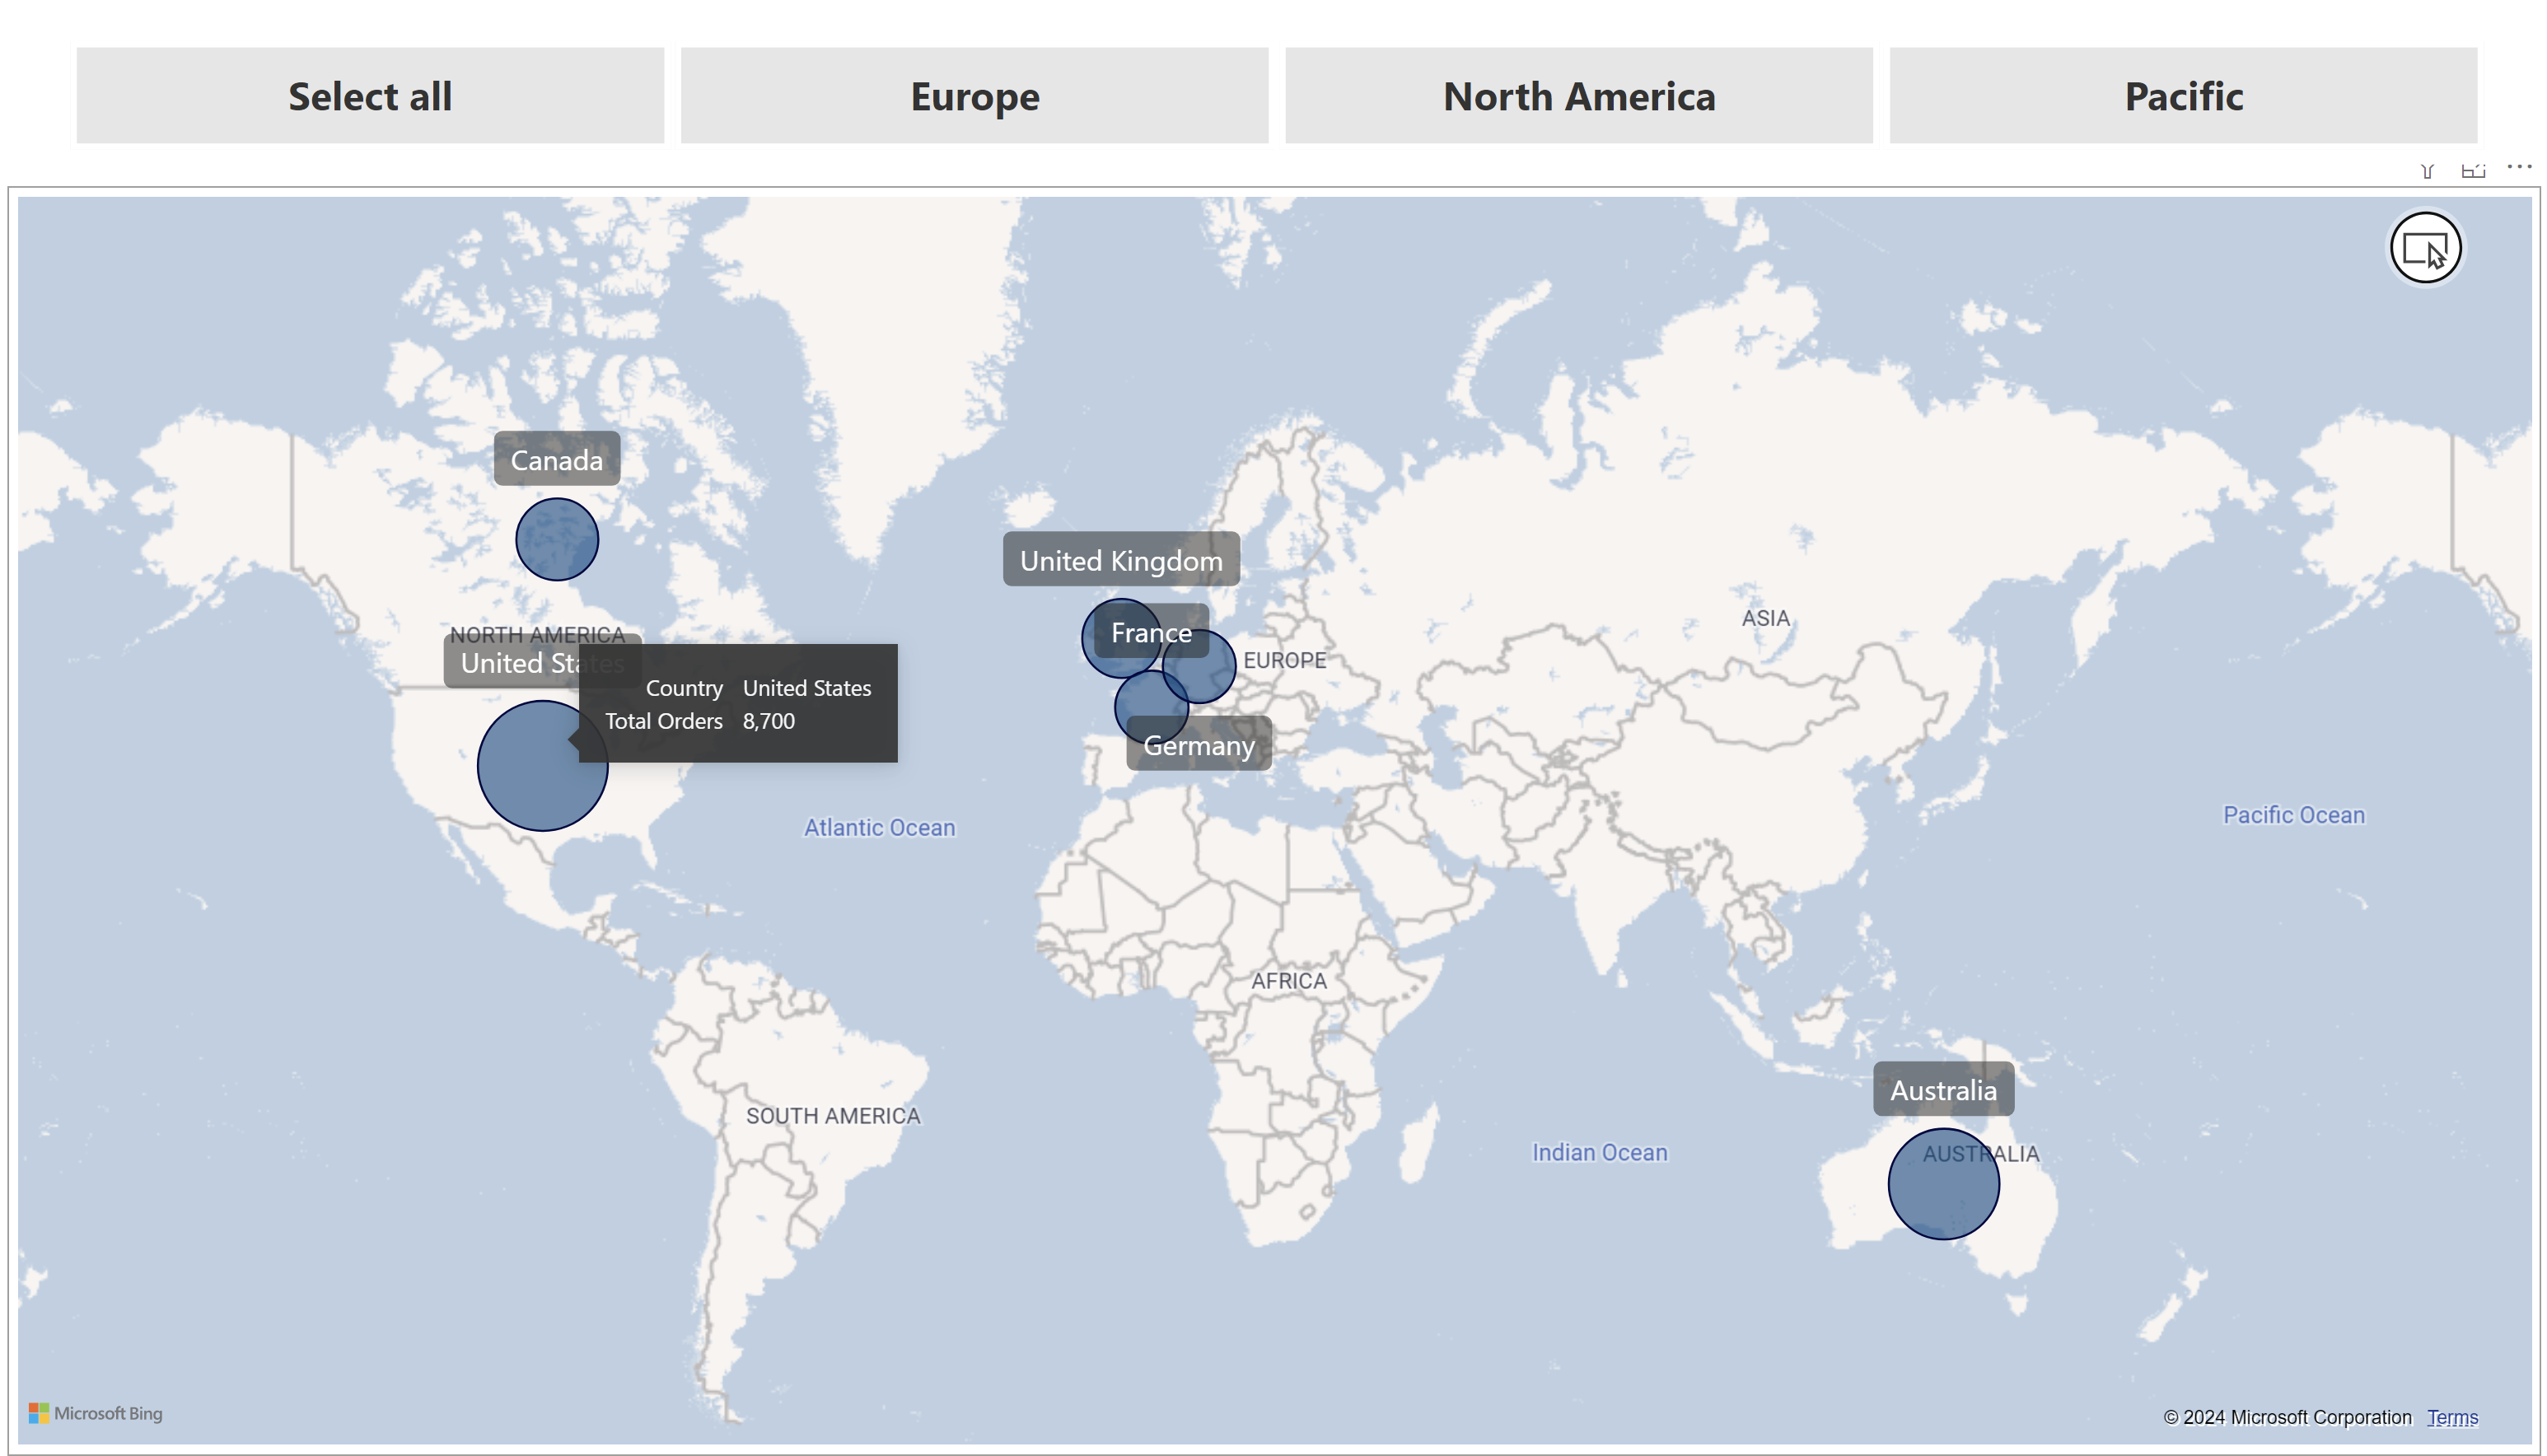 Select all
Europe
North America
Pacific
Canada
United Kingdom
France
ASIA
NORTH AMERICA
United States
EUROPE
Country United States
Total Orders 8,700
Germany
Atlantic Ocean
Pacific Ocean
AFRICA
Australia
SOUTH AMERICA
Indian Ocean
AUSTRALIA
Microsoft Bing
© 2024 Microsoft Corporation Terms